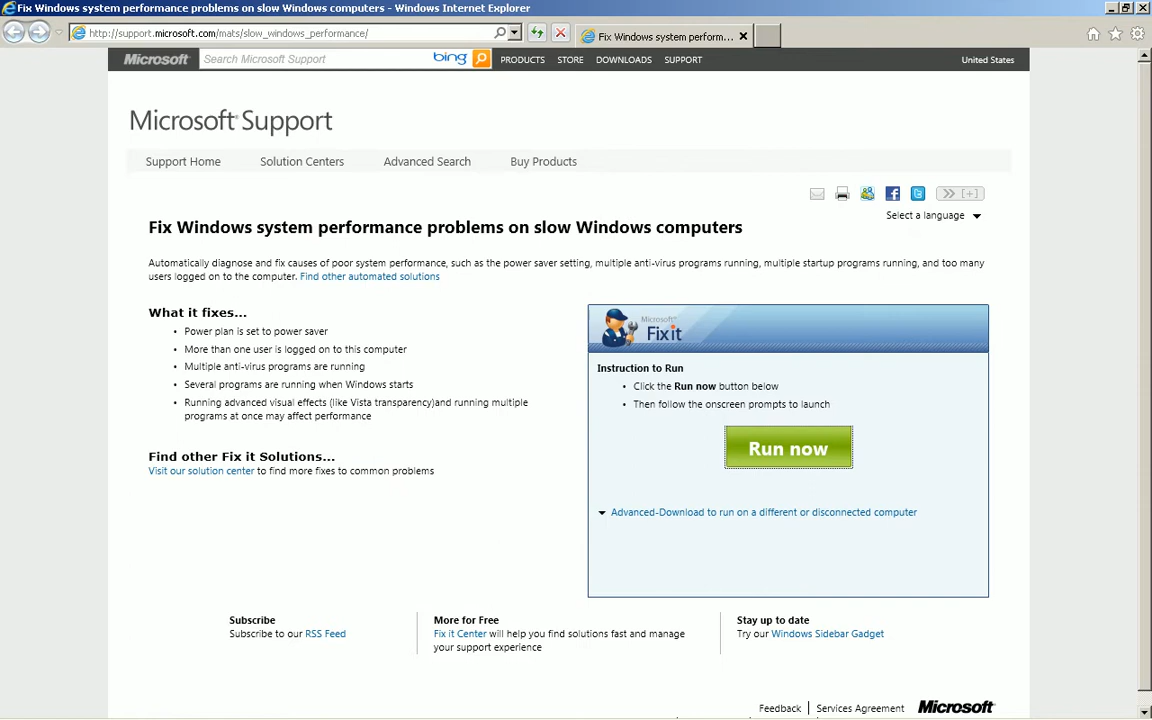 Fix Windows system performance problems on slow Windows computers - Windows Internet Explorer
http://support.microsoft.com/mats/slow_windows_performance/
Fix Windows system perform...
Microsoft
Search Microsoft Support
bing
PRODUCTS STORE DOWNLOADS SUPPORT
United States
Microsoft Support
Support Home Solution Centers Advanced Search Buy Products
[+]
Select a language
Fix Windows system performance problems on slow Windows computers
Automatically diagnose and fix causes of poor system performance, such as the power saver setting, multiple anti-virus programs running, multiple startup programs running, and too many
users logged on to the computer. Find other automated solutions
What it fixes...
• Power plan is set to power saver
• More than one user is logged on to this computer
• Multiple anti-virus programs are running
• Several programs are running when Windows starts
• Running advanced visual effects (like Vista transparency)and running multiple
programs at once may affect performance
Find other Fix it Solutions...
Visit our solution center to find more fixes to common problems
Microsoft
Fix it
Instruction to Run
• Click the Run now button below
• Then follow the onscreen prompts to launch
Run now
Advanced-Download to run on a different or disconnected computer
Subscribe
Subscribe to our RSS Feed
More for Free
Fix it Center will help you find solutions fast and manage
your support experience
Stay up to date
Try our Windows Sidebar Gadget
Feedback | Services Agreement
Microsoft